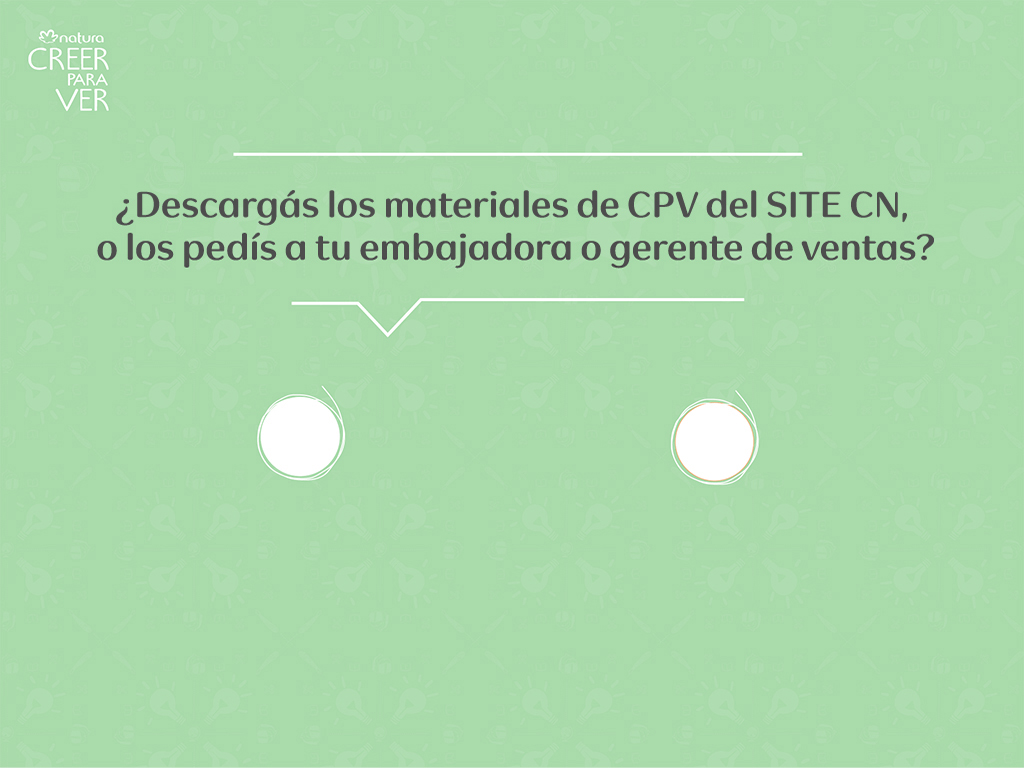 natura
CREER
PARA
VER
¿Descargás los materiales de CPV del SITE CN,
o los pedís a tu embajadora o gerente de ventas?